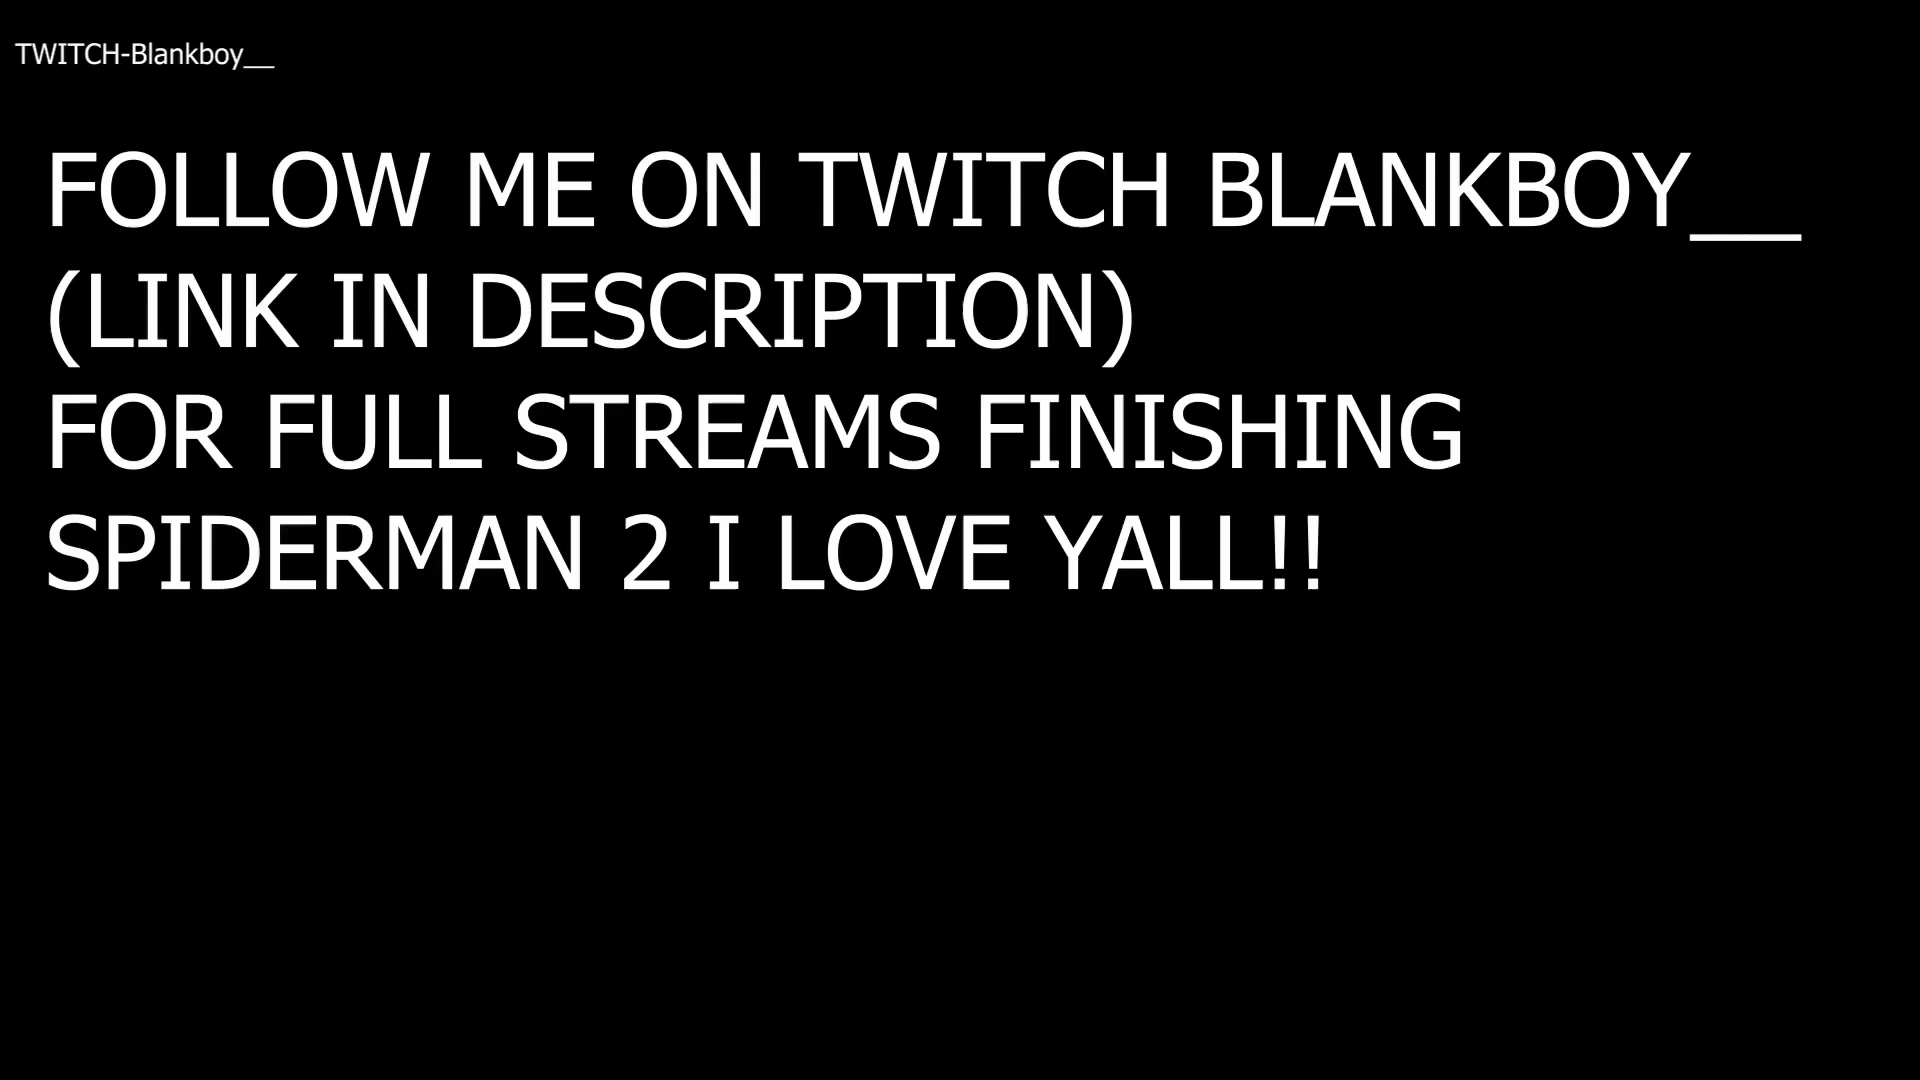 TWITCH-Blankboy__
FOLLOW ME ON TWITCH BLANKBOY__
(LINK IN DESCRIPTION)
FOR FULL STREAMS FINISHING
SPIDERMAN 2 I LOVE YALL!!